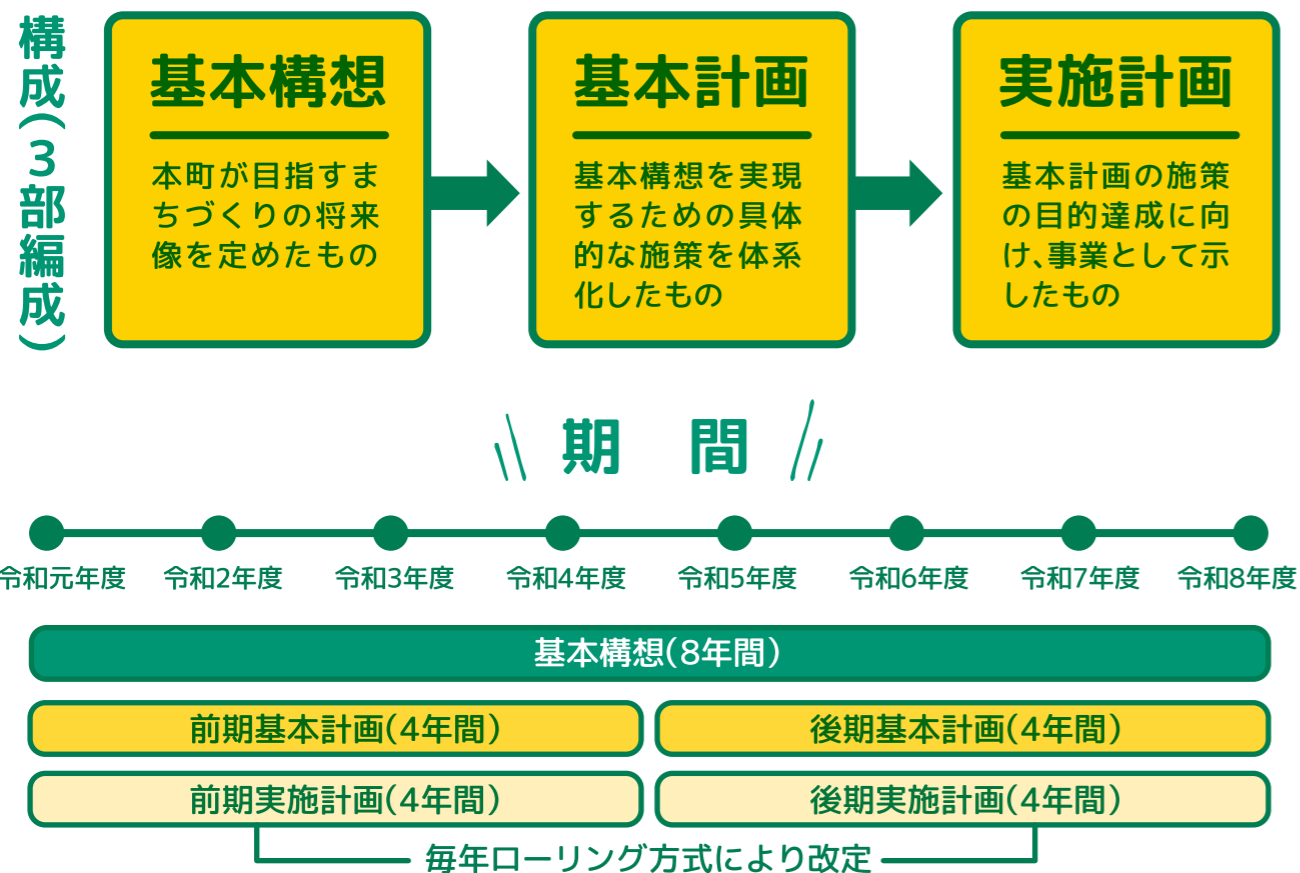 構成(3部編成)
基本構想
本町が目指すま
ちづくりの将来
像を定めたもの
基本計画
基本構想を実現
するための具体
的な施策を体系
化したもの
実施計画
基本計画の施策
の目的達成に向
け、事業として示
したもの
期 間
令和元年度 令和2年度 令和3年度 令和4年度 令和5年度 令和6年度 令和7年度 令和8年度
基本構想(8年間)
前期基本計画(4年間) 後期基本計画(4年間)
前期実施計画(4年間) 後期実施計画(4年間)
毎年ローリング方式により改定